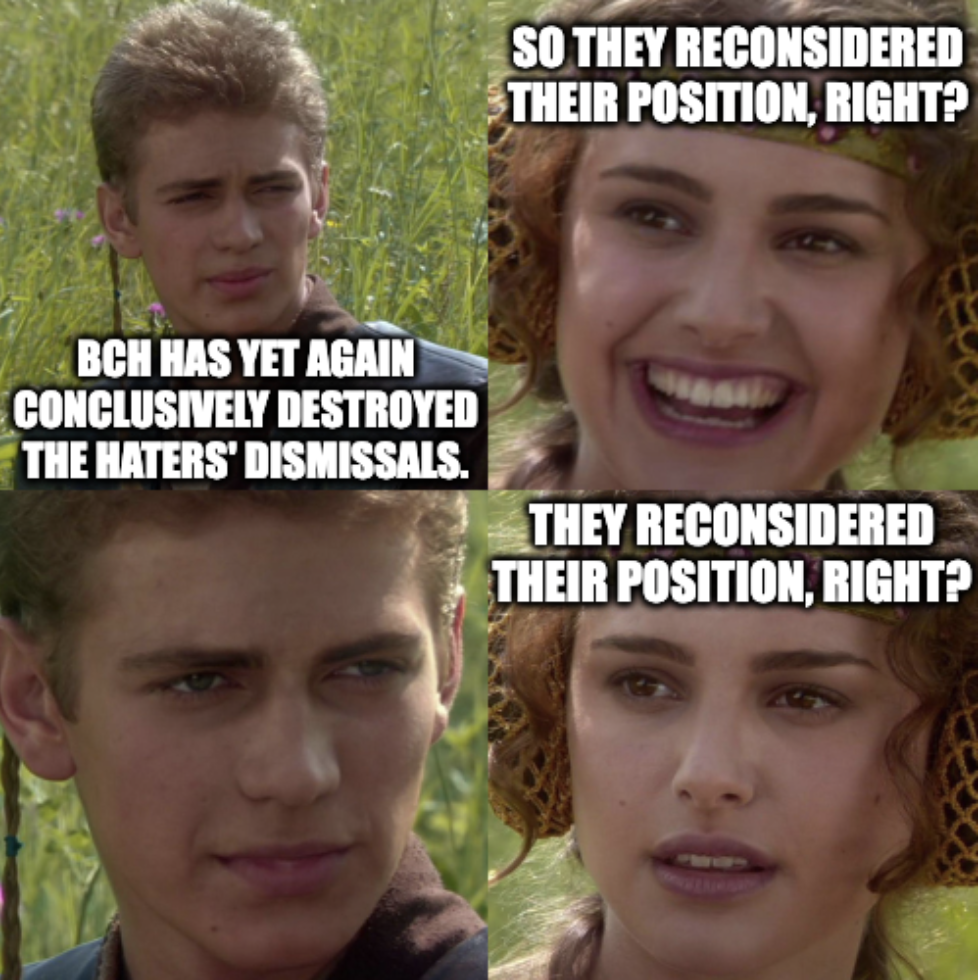 BCH HAS YET AGAIN
CONCLUSIVELY DESTROYED
THE HATERS' DISMISSALS.
SO THEY RECONSIDERED
THEIR POSITION, RIGHT?
THEY RECONSIDERED
THEIR POSITION, RIGHT?